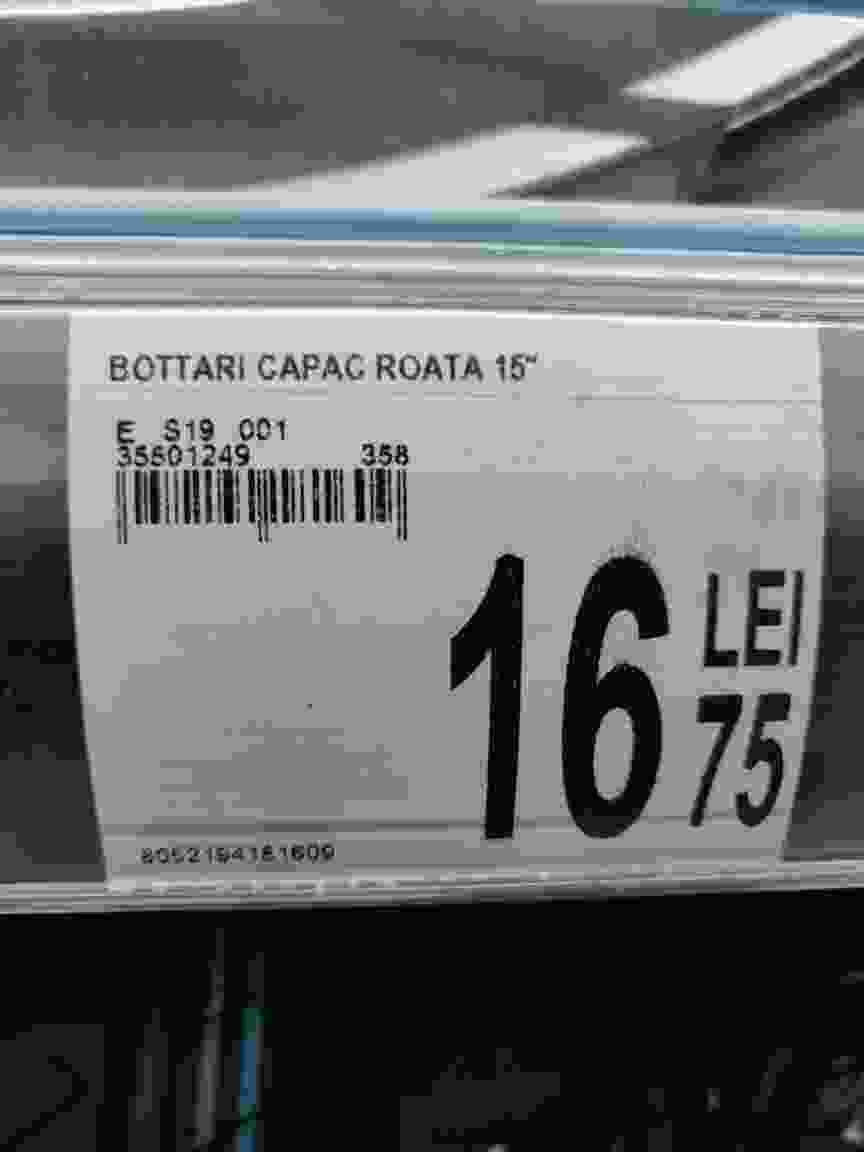 BOTTARI CAPAC ROATA 15"
E S19 001
35501249 358
16 LEI
75
8052194181609